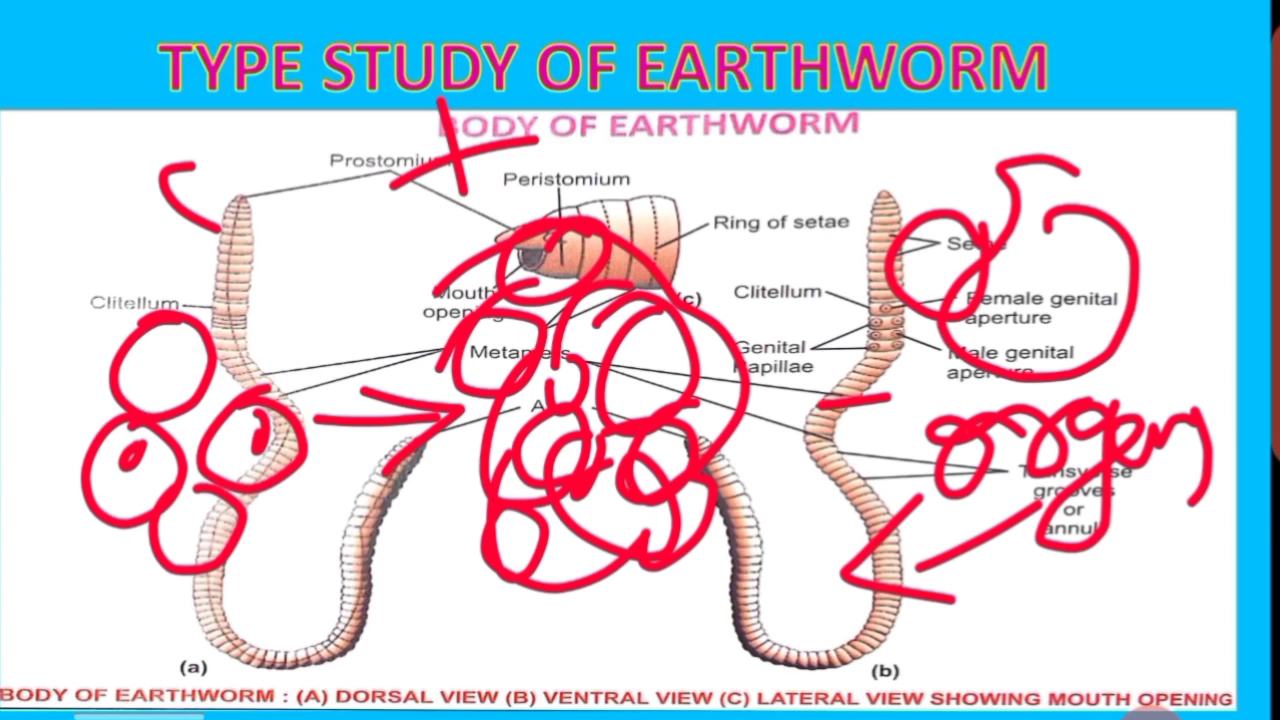 TYPE STUDY OF EARTHWORM
BODY OF EARTHWORM
Prostomium
Peristomium
Ring of setae
Setae
Clitellum
Mouth
opening
(c)
Clitellum
Female genital
aperture
Genital
Papillae
Male genital
aperture
Metameres
Transverse
grooves
or
annuli
(a)
(b)
BODY OF EARTHWORM : (A) DORSAL VIEW (B) VENTRAL VIEW (C) LATERAL VIEW SHOWING MOUTH OPENING